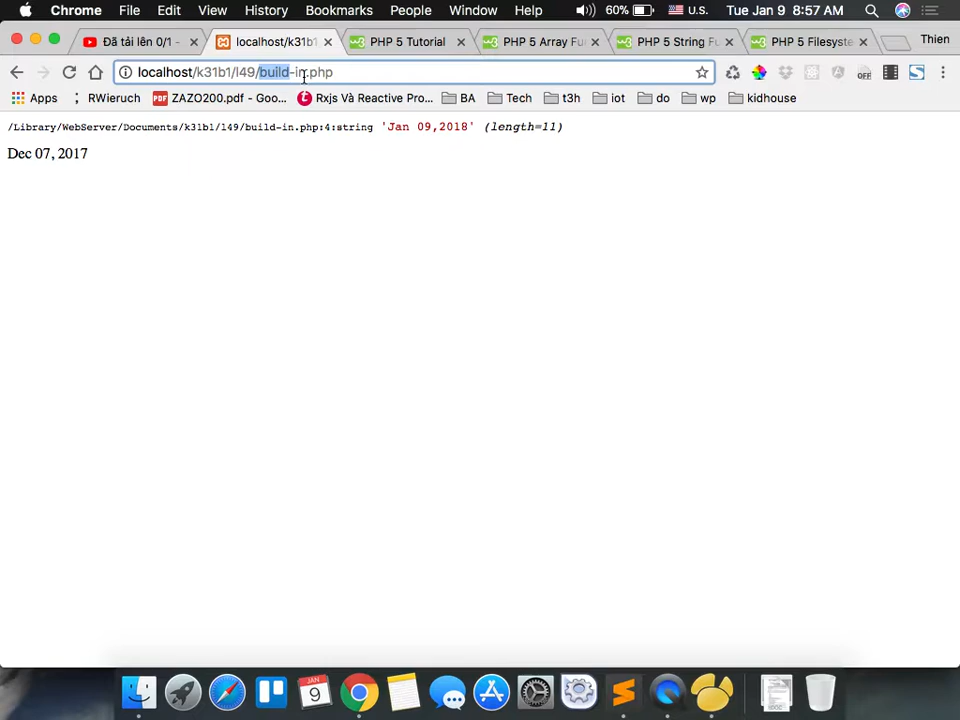 Chrome File Edit View History Bookmarks People Window Help 60% U.S. Tue Jan 9 8:57 AM
Đã tải lên 0/1 - localhost/k31b1 PHP 5 Tutorial PHP 5 Array Fu PHP 5 String F PHP 5 Filesyste Thien
localhost/k31b1/l49/build-in.php OFF S
Apps RWieruch PDF ZAZO200.pdf - Goo... Rxjs Và Reactive Pro... BA Tech t3h iot do wp kidhouse
/Library/WebServer/Documents/k31b1/l49/build-in.php:4:string 'Jan 09,2018' (length=11)
Dec 07, 2017
JAN
9